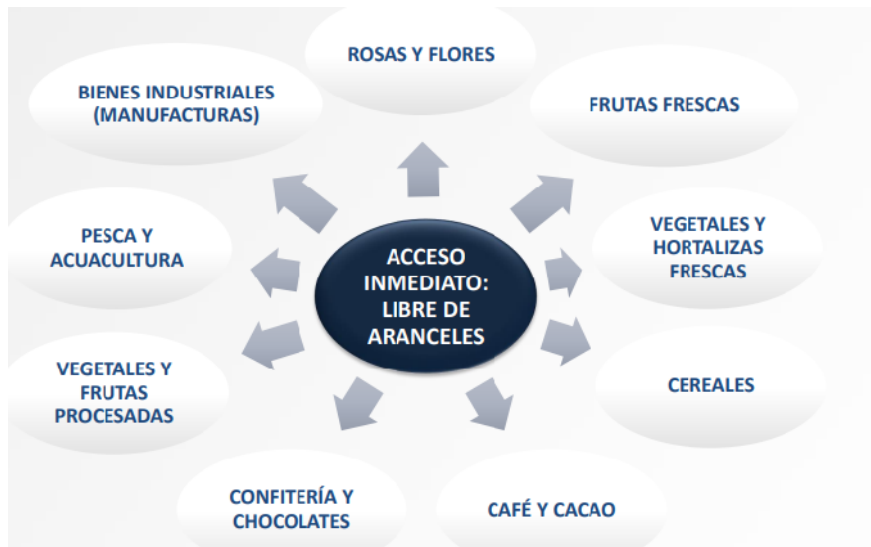 ROSAS Y FLORES
BIENES INDUSTRIALES
(MANUFACTURAS)
FRUTAS FRESCAS
PESCA Y
ACUACULTURA
ACCESO
INMEDIATO:
LIBRE DE
ARANCELES
VEGETALES Y
HORTALIZAS
FRESCAS
VEGETALES Y
FRUTAS
PROCESADAS
CEREALES
CONFITERÍA Y
CHOCOLATES
CAFÉ Y CACAO